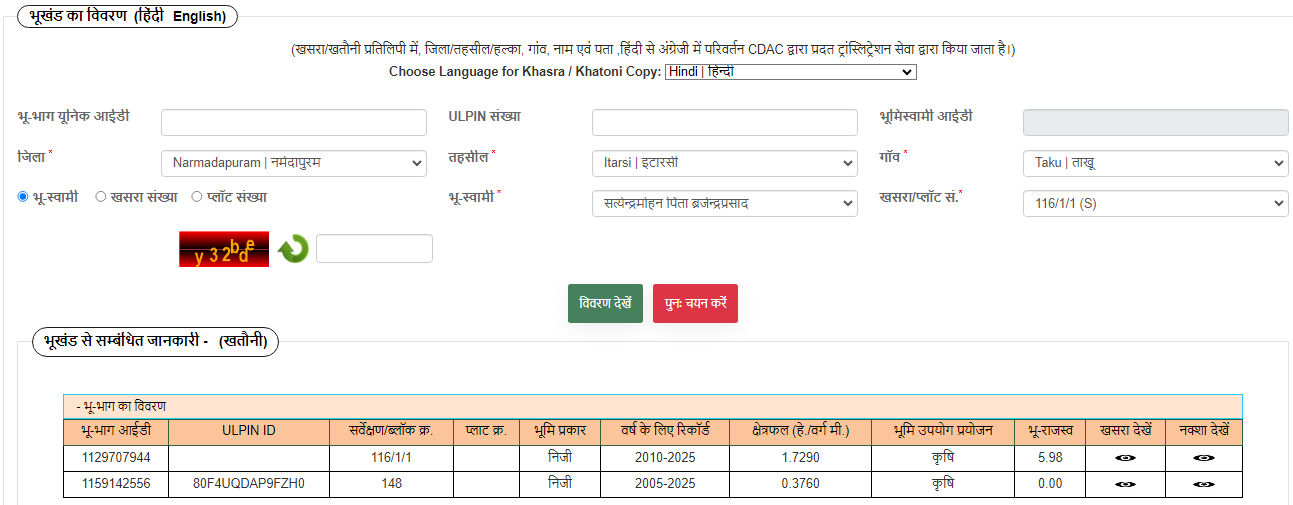 भूखंड का विवरण (हिंदी English)
(खसरा/खतौनी प्रतिलिपी में, जिला/तहसील/हल्का, गांव, नाम एवं पता ,हिंदी से अंग्रेजी में परिवर्तन CDAC द्वारा प्रदत ट्रांस्लिट्रेशन सेवा द्वारा किया जाता है।)
Choose Language for Khasra / Khatoni Copy: Hindi | हिन्दी
भू-भाग यूनिक आईडी ULPIN संख्या भूमिस्वामी आईडी
जिला * Narmadapuram | नर्मदापुरम तहसील * Itarsi | इटारसी गाँव * Taku | ताखू
भू-स्वामी खसरा संख्या प्लॉट संख्या भू-स्वामी * सत्येन्द्रमोहन पिता ब्रजेन्द्रप्रसाद खसरा/प्लॉट सं.* 116/1/1 (S)
y 3 2 b d e
विवरण देखें पुनः चयन करें
भूखंड से सम्बंधित जानकारी - (खतौनी)
- भू-भाग का विवरण
भू-भाग आईडी ULPIN ID सर्वेक्षण/ब्लॉक क्र. प्लाट क्र. भूमि प्रकार वर्ष के लिए रिकॉर्ड क्षेत्रफल (हे./वर्ग मी.) भूमि उपयोग प्रयोजन भू-राजस्व खसरा देखें नक्शा देखें
1129707944 116/1/1 निजी 2010-2025 1.7290 कृषि 5.98
1159142556 80F4UQDAP9FZH0 148 निजी 2005-2025 0.3760 कृषि 0.00